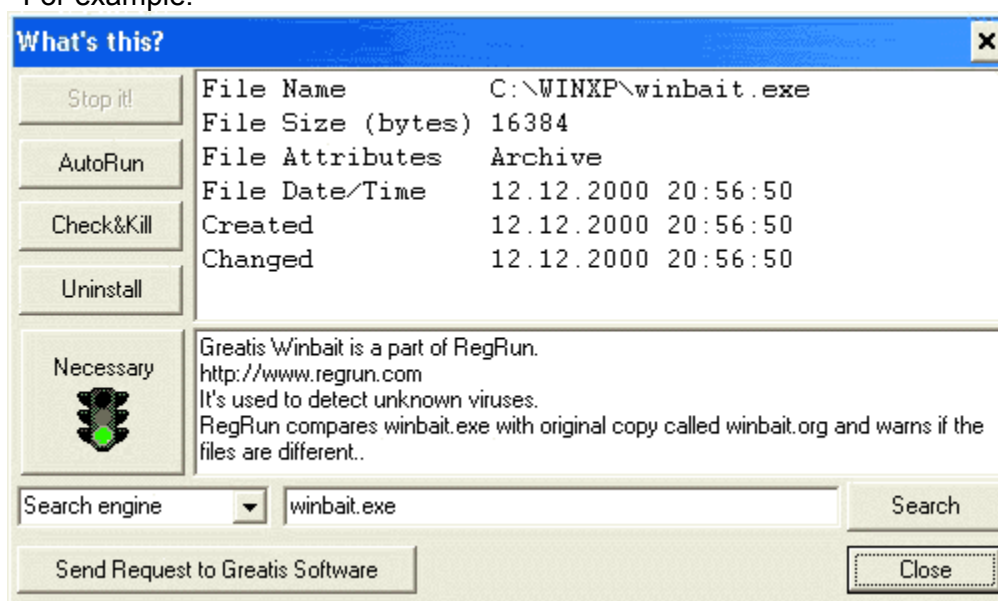 For example:
What's this?
Stop it!
AutoRun
Check&Kill
Uninstall
File Name C:\WINXP\winbait.exe
File Size (bytes) 16384
File Attributes Archive
File Date/Time 12.12.2000 20:56:50
Created 12.12.2000 20:56:50
Changed 12.12.2000 20:56:50
Necessary
Greatis Winbait is a part of RegRun.
http://www.regrun.com
It's used to detect unknown viruses.
RegRun compares winbait.exe with original copy called winbait.org and warns if the
files are different..
Search engine winbait.exe Search
Send Request to Greatis Software Close